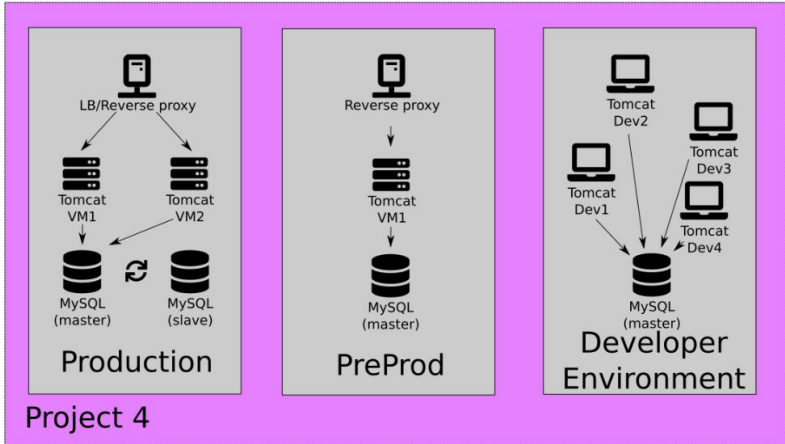 LB/Reverse proxy
Tomcat
VM1
Tomcat
VM2
MySQL
(master)
MySQL
(slave)
Production
Reverse proxy
Tomcat
VM1
MySQL
(master)
PreProd
Tomcat
Dev2
Tomcat
Dev3
Tomcat
Dev1
Tomcat
Dev4
MySQL
(master)
Developer
Environment
Project 4